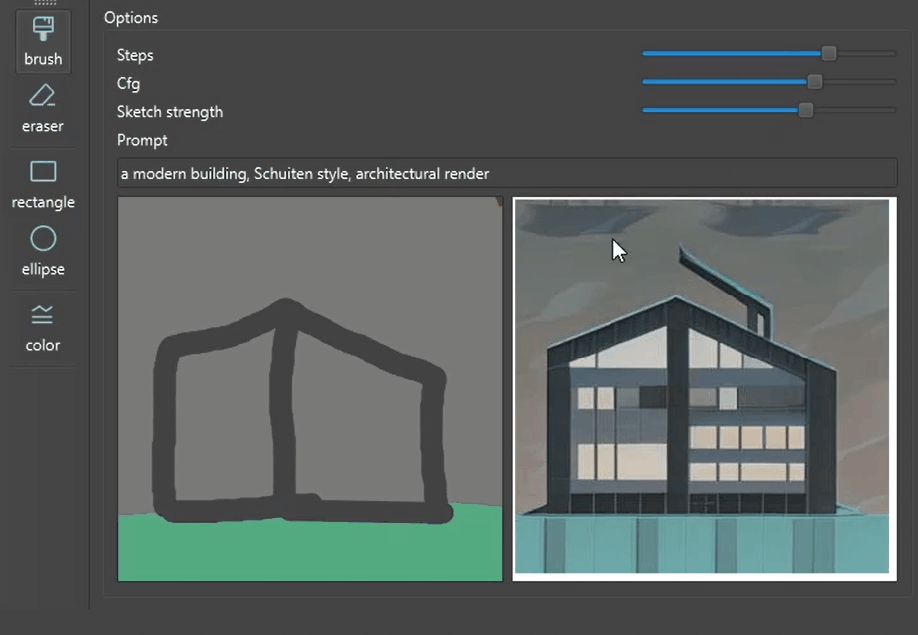 Options
brush
Steps
Cfg
eraser
Sketch strength
Prompt
a modern building, Schuiten style, architectural render
rectangle
ellipse
color